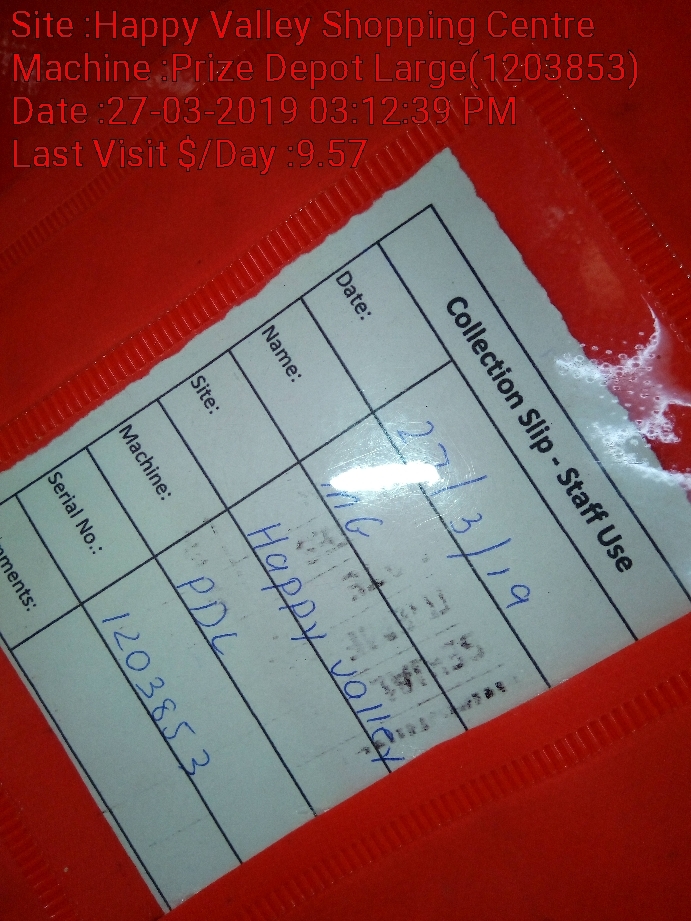 Site :Happy Valley Shopping Centre
Machine :Prize Depot Large(1203853)
Date :27-03-2019 03:12:39 PM
Last Visit $/Day :9.57
Collection Slip - Staff Use
Date: 27/3/19
Name: MG
Site: Happy Valley
Machine: PDL
Serial No.: 1203853
mments: